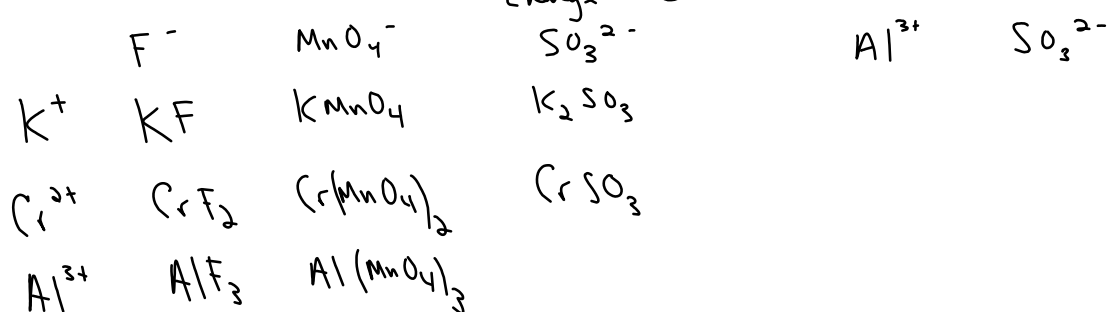 F⁻ MnO₄⁻ SO₃²⁻ Al³⁺ SO₃²⁻
K⁺ KF KMnO₄ K₂SO₃
Cr²⁺ CrF₂ Cr(MnO₄)₂ CrSO₃
Al³⁺ AlF₃ Al(MnO₄)₃